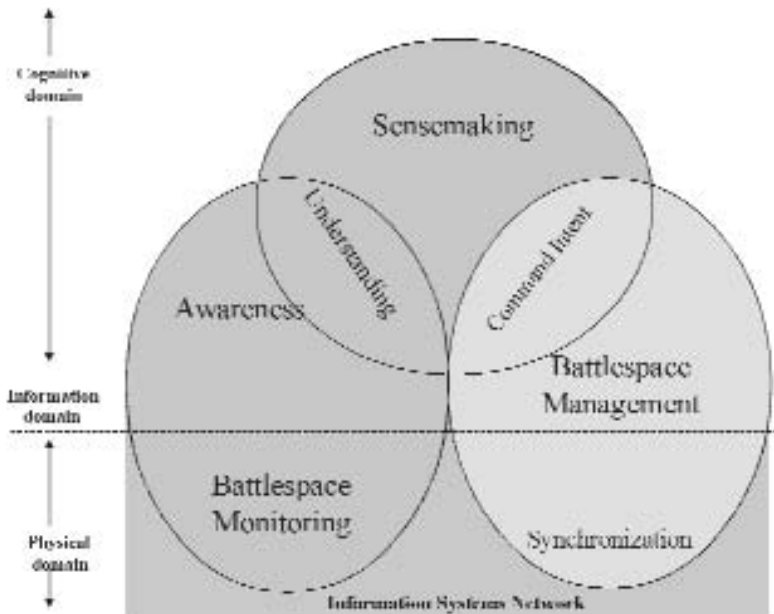 Cognitive
domain
Sensemaking
Understanding
Command Intent
Awareness
Battlespace
Management
Information
domain
Battlespace
Monitoring
Physical
domain
Synchronization
Information Systems Network